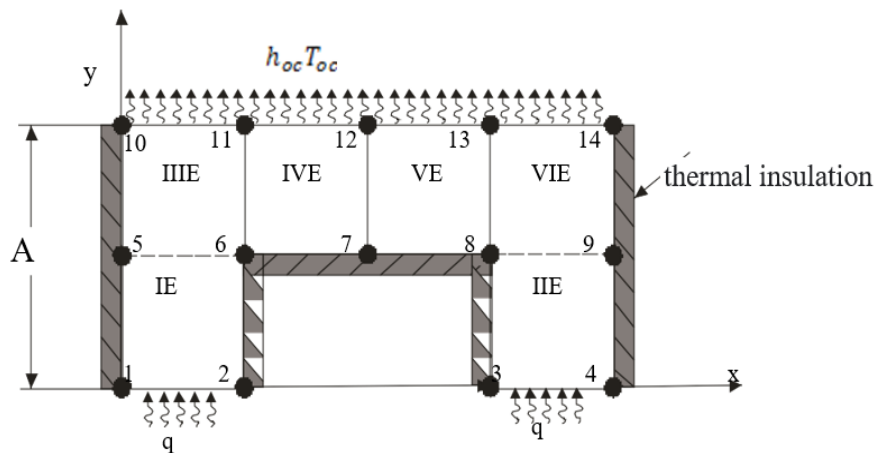 h_oc T_oc
y
10 11 12 13 14
IIIE IVE VE VIE
thermal insulation
A
5 6 7 8 9
IE IIE
1 2 3 4 x
q q